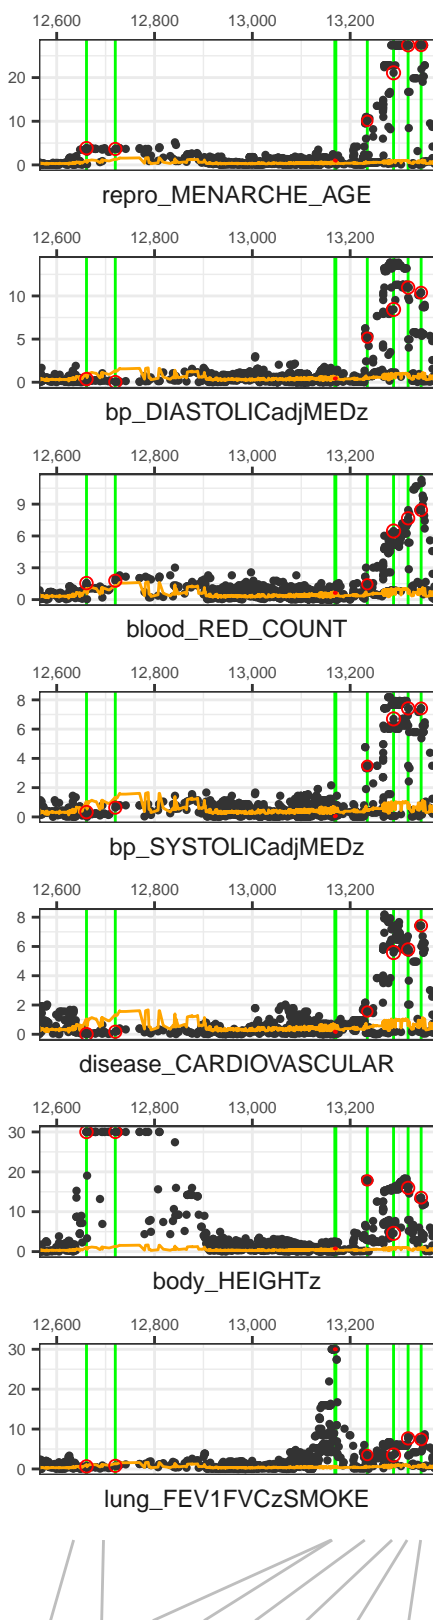 12,600 12,800 13,000 13,200
20
10
0
repro_MENARCHE_AGE
12,600 12,800 13,000 13,200
10
5
0
bp_DIASTOLICadjMEDz
12,600 12,800 13,000 13,200
9
6
3
0
blood_RED_COUNT
12,600 12,800 13,000 13,200
8
6
4
2
0
bp_SYSTOLICadjMEDz
12,600 12,800 13,000 13,200
8
6
4
2
0
disease_CARDIOVASCULAR
12,600 12,800 13,000 13,200
30
20
10
0
body_HEIGHTz
12,600 12,800 13,000 13,200
30
20
10
0
lung_FEV1FVCzSMOKE